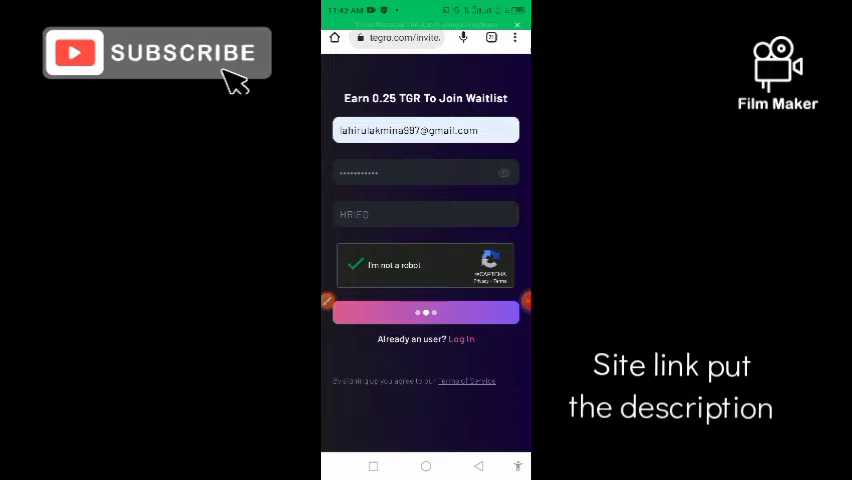 SUBSCRIBE
11:42 AM
tegro.com/invite.
Earn 0.25 TGR To Join Waitlist
lahirulakmina997@gmail.com
HRIEO
I'm not a robot
reCAPTCHA
Privacy - Terms
Already an user? Log In
By signing up you agree to our Terms of Service
Film Maker
Site link put
the description